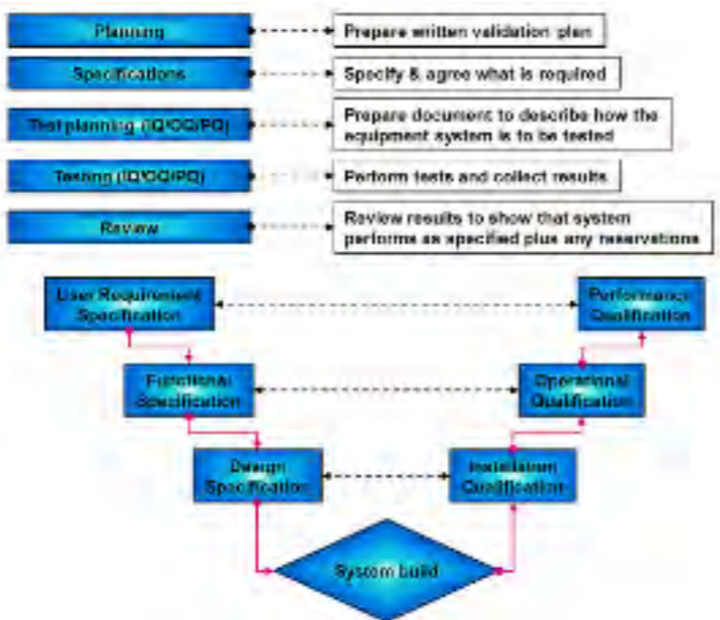 Planning
Prepare written validation plan
Specifications
Specify & agree what is required
Test planning (IQ/OQ/PQ)
Prepare document to describe how the
equipment system is to be tested
Testing (IQ/OQ/PQ)
Perform tests and collect results
Review
Review results to show that system
performs as specified plus any reservations
User Requirement
Specification
Performance
Qualification
Functional
Specification
Operational
Qualification
Design
Specification
Installation
Qualification
System build